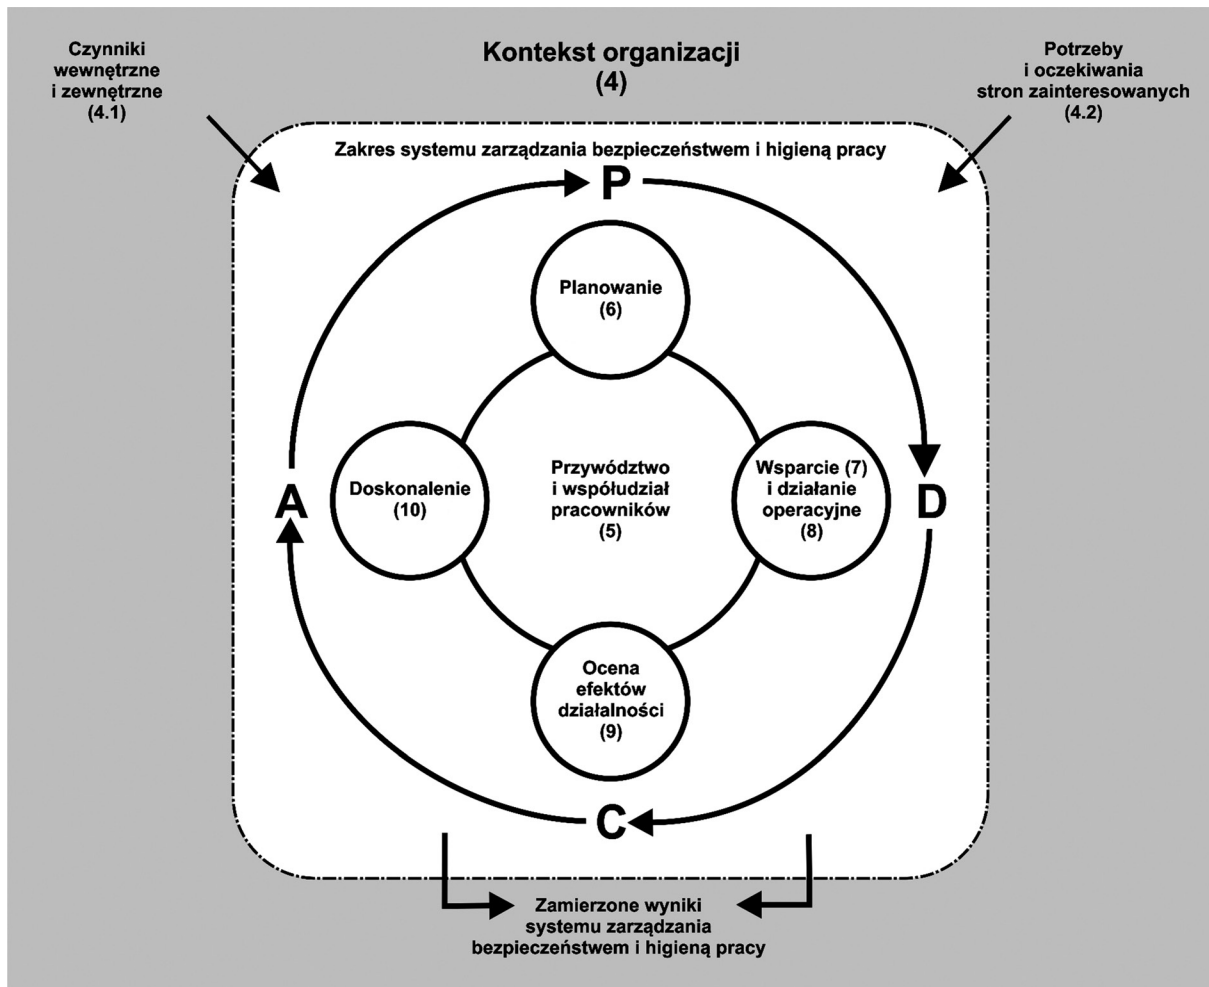 Kontekst organizacji
(4)
Czynniki
wewnętrzne
i zewnętrzne
(4.1)
Potrzeby
i oczekiwania
stron zainteresowanych
(4.2)
Zakres systemu zarządzania bezpieczeństwem i higieną pracy
P
Planowanie
(6)
A
Doskonalenie
(10)
Przywództwo
i współudział
pracowników
(5)
Wsparcie (7)
i działanie
operacyjne
(8)
D
Ocena
efektów
działalności
(9)
C
Zamierzone wyniki
systemu zarządzania
bezpieczeństwem i higieną pracy